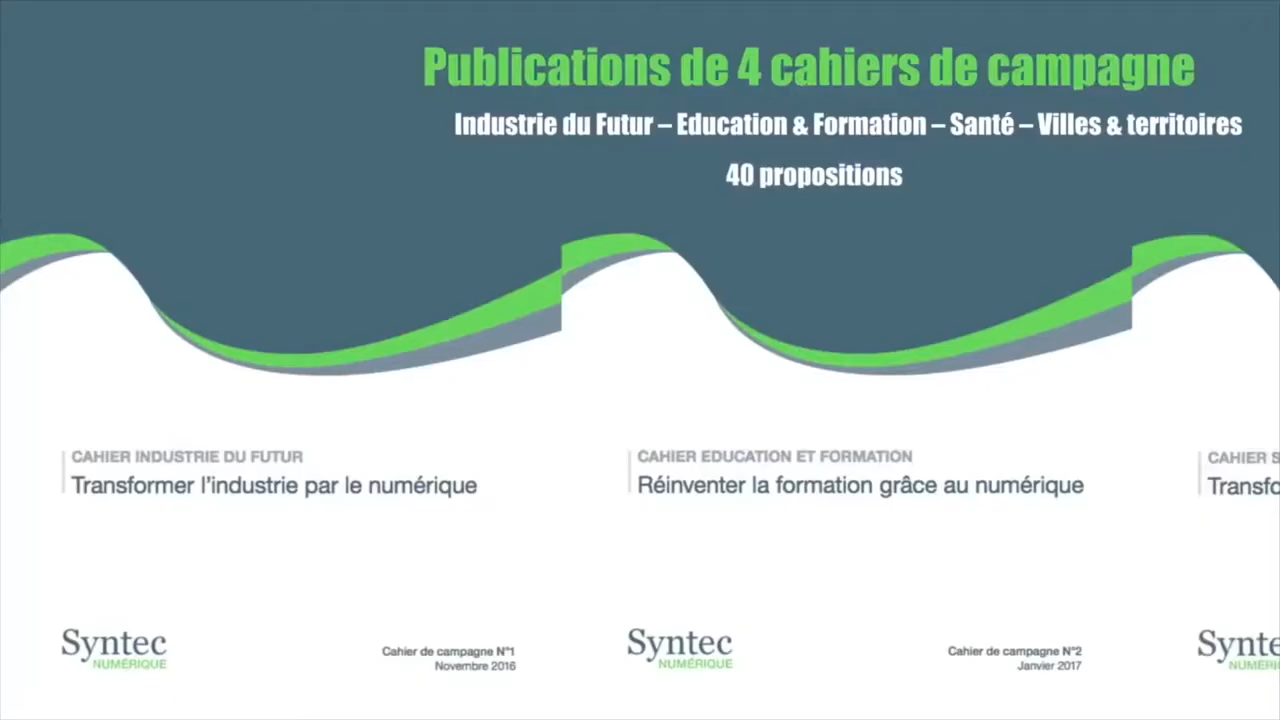 Publications de 4 cahiers de campagne
Industrie du Futur – Education & Formation – Santé – Villes & territoires
40 propositions
CAHIER INDUSTRIE DU FUTUR
Transformer l'industrie par le numérique
Syntec
NUMÉRIQUE
Cahier de campagne N°1
Novembre 2016
CAHIER EDUCATION ET FORMATION
Réinventer la formation grâce au numérique
Syntec
NUMÉRIQUE
Cahier de campagne N°2
Janvier 2017
CAHIER